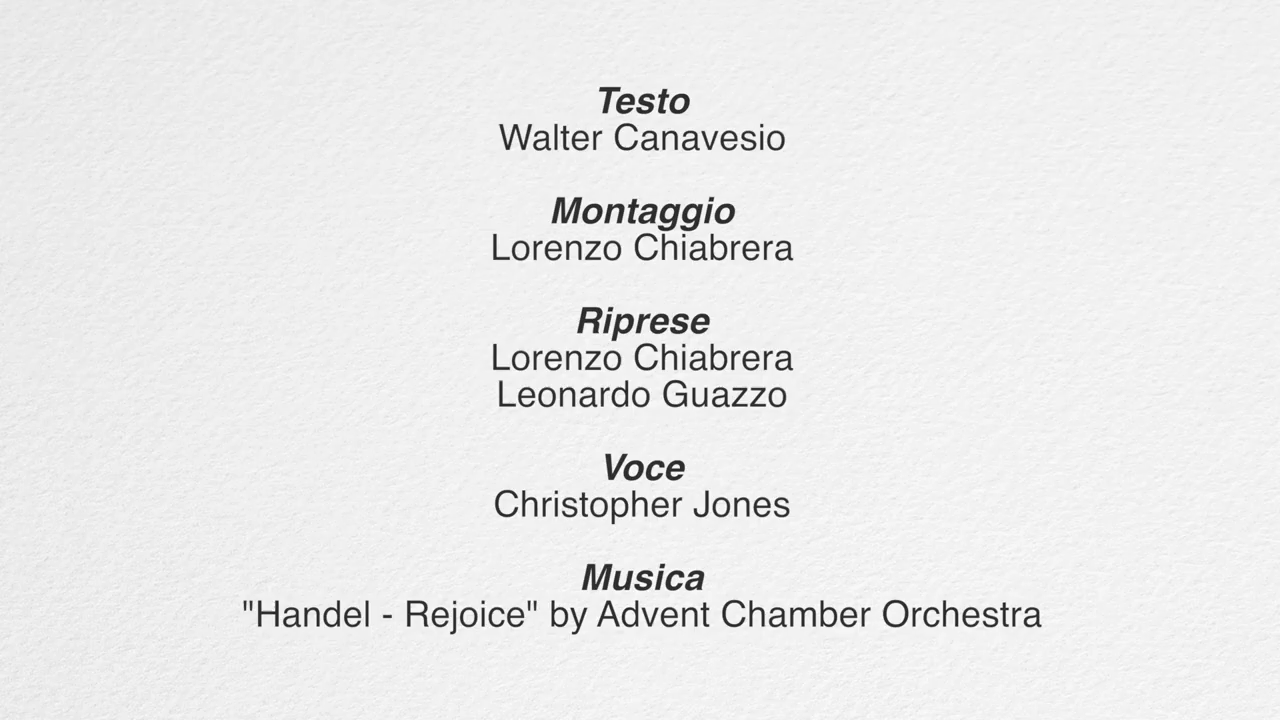 Testo
Walter Canavesio
Montaggio
Lorenzo Chiabrera
Riprese
Lorenzo Chiabrera
Leonardo Guazzo
Voce
Christopher Jones
Musica
"Handel - Rejoice" by Advent Chamber Orchestra